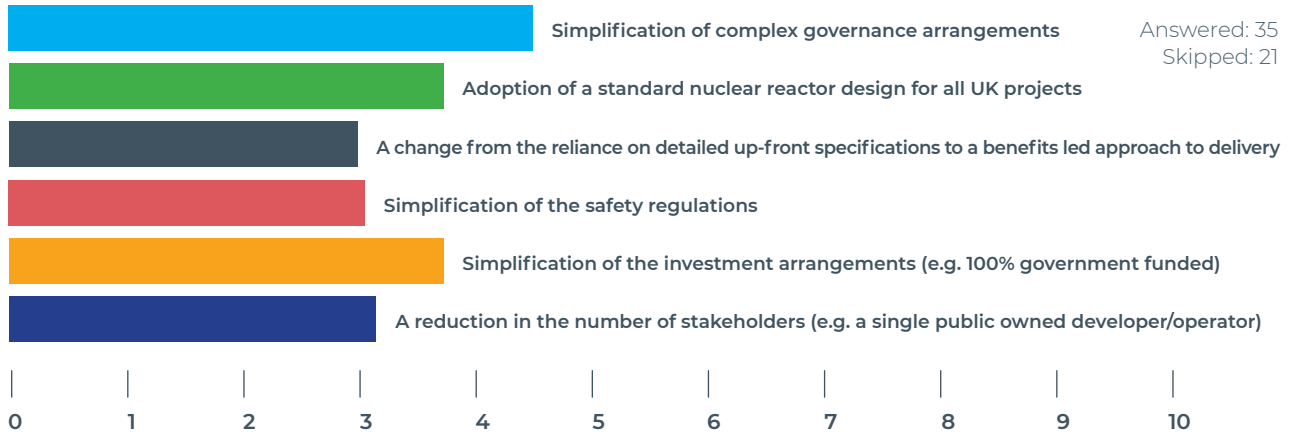 Simplification of complex governance arrangements
Answered: 35
Skipped: 21
Adoption of a standard nuclear reactor design for all UK projects
A change from the reliance on detailed up-front specifications to a benefits led approach to delivery
Simplification of the safety regulations
Simplification of the investment arrangements (e.g. 100% government funded)
A reduction in the number of stakeholders (e.g. a single public owned developer/operator)
0 1 2 3 4 5 6 7 8 9 10